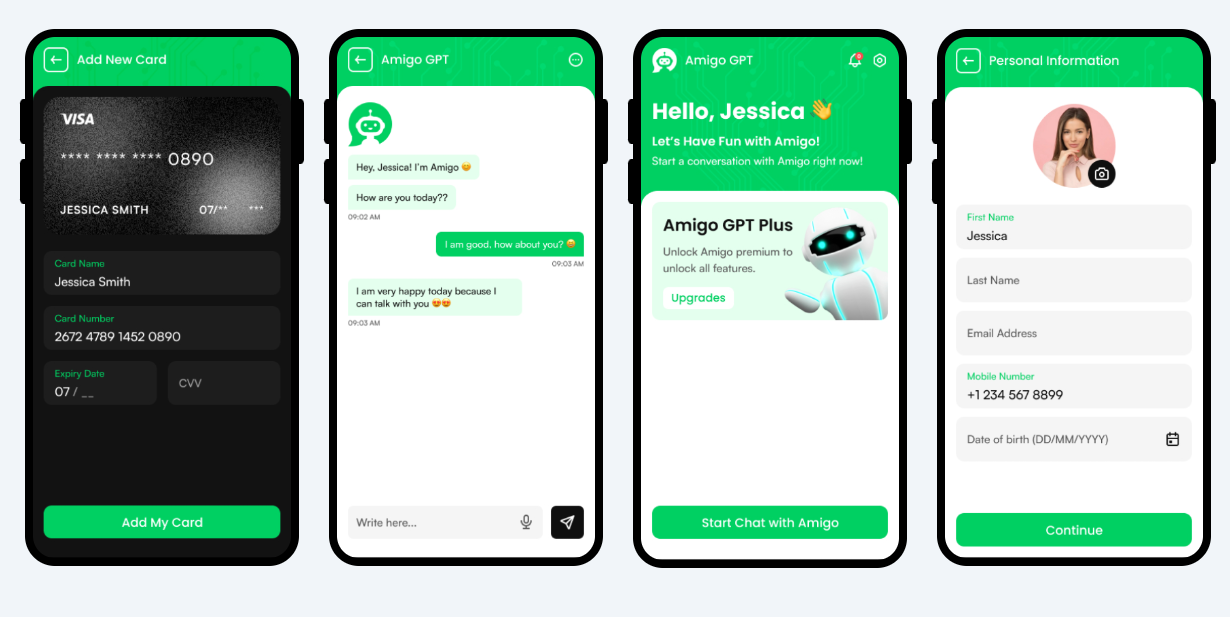 Add New Card
VISA
**** **** **** 0890
JESSICA SMITH 07/** ***
Card Name
Jessica Smith
Card Number
2672 4789 1452 0890
Expiry Date
07 / __
CVV
Add My Card
Amigo GPT
Hey, Jessica! I'm Amigo 😊
How are you today??
09:02 AM
I am good, how about you? 😄
09:03 AM
I am very happy today because I
can talk with you 😍😍
09:03 AM
Write here...
Amigo GPT
Hello, Jessica 👋
Let's Have Fun with Amigo!
Start a conversation with Amigo right now!
Amigo GPT Plus
Unlock Amigo premium to
unlock all features.
Upgrades
Start Chat with Amigo
Personal Information
First Name
Jessica
Last Name
Email Address
Mobile Number
+1 234 567 8899
Date of birth (DD/MM/YYYY)
Continue